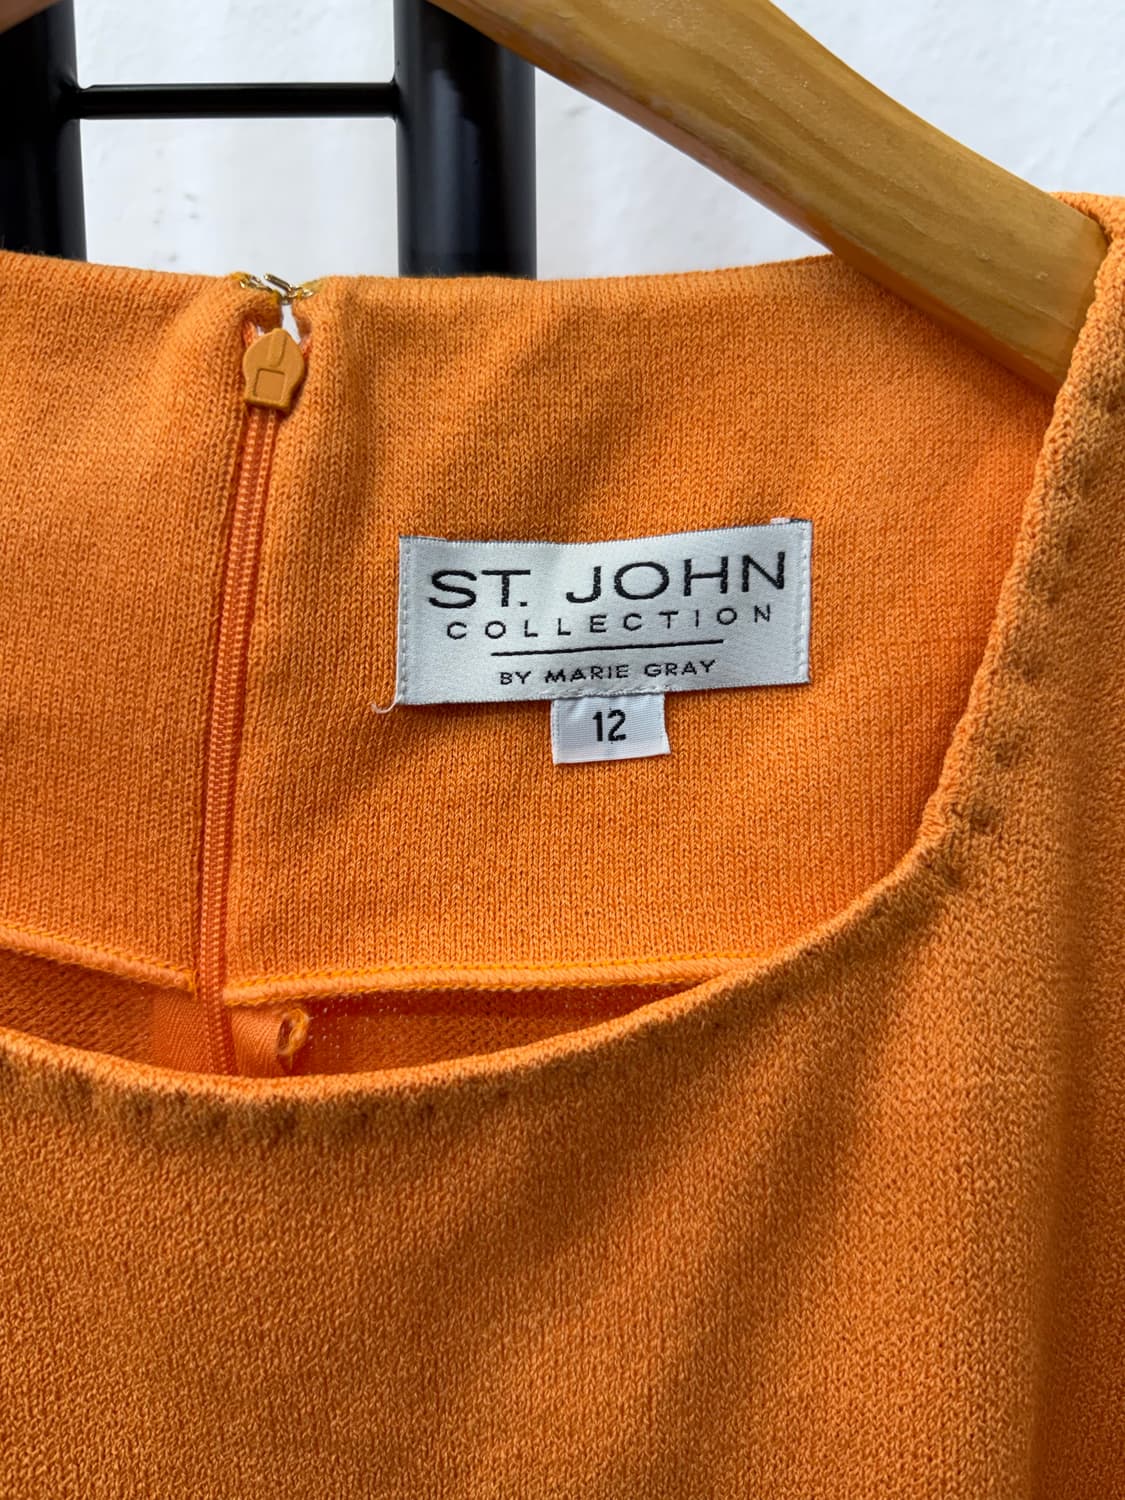 ST. JOHN
COLLECTION
BY MARIE GRAY
12